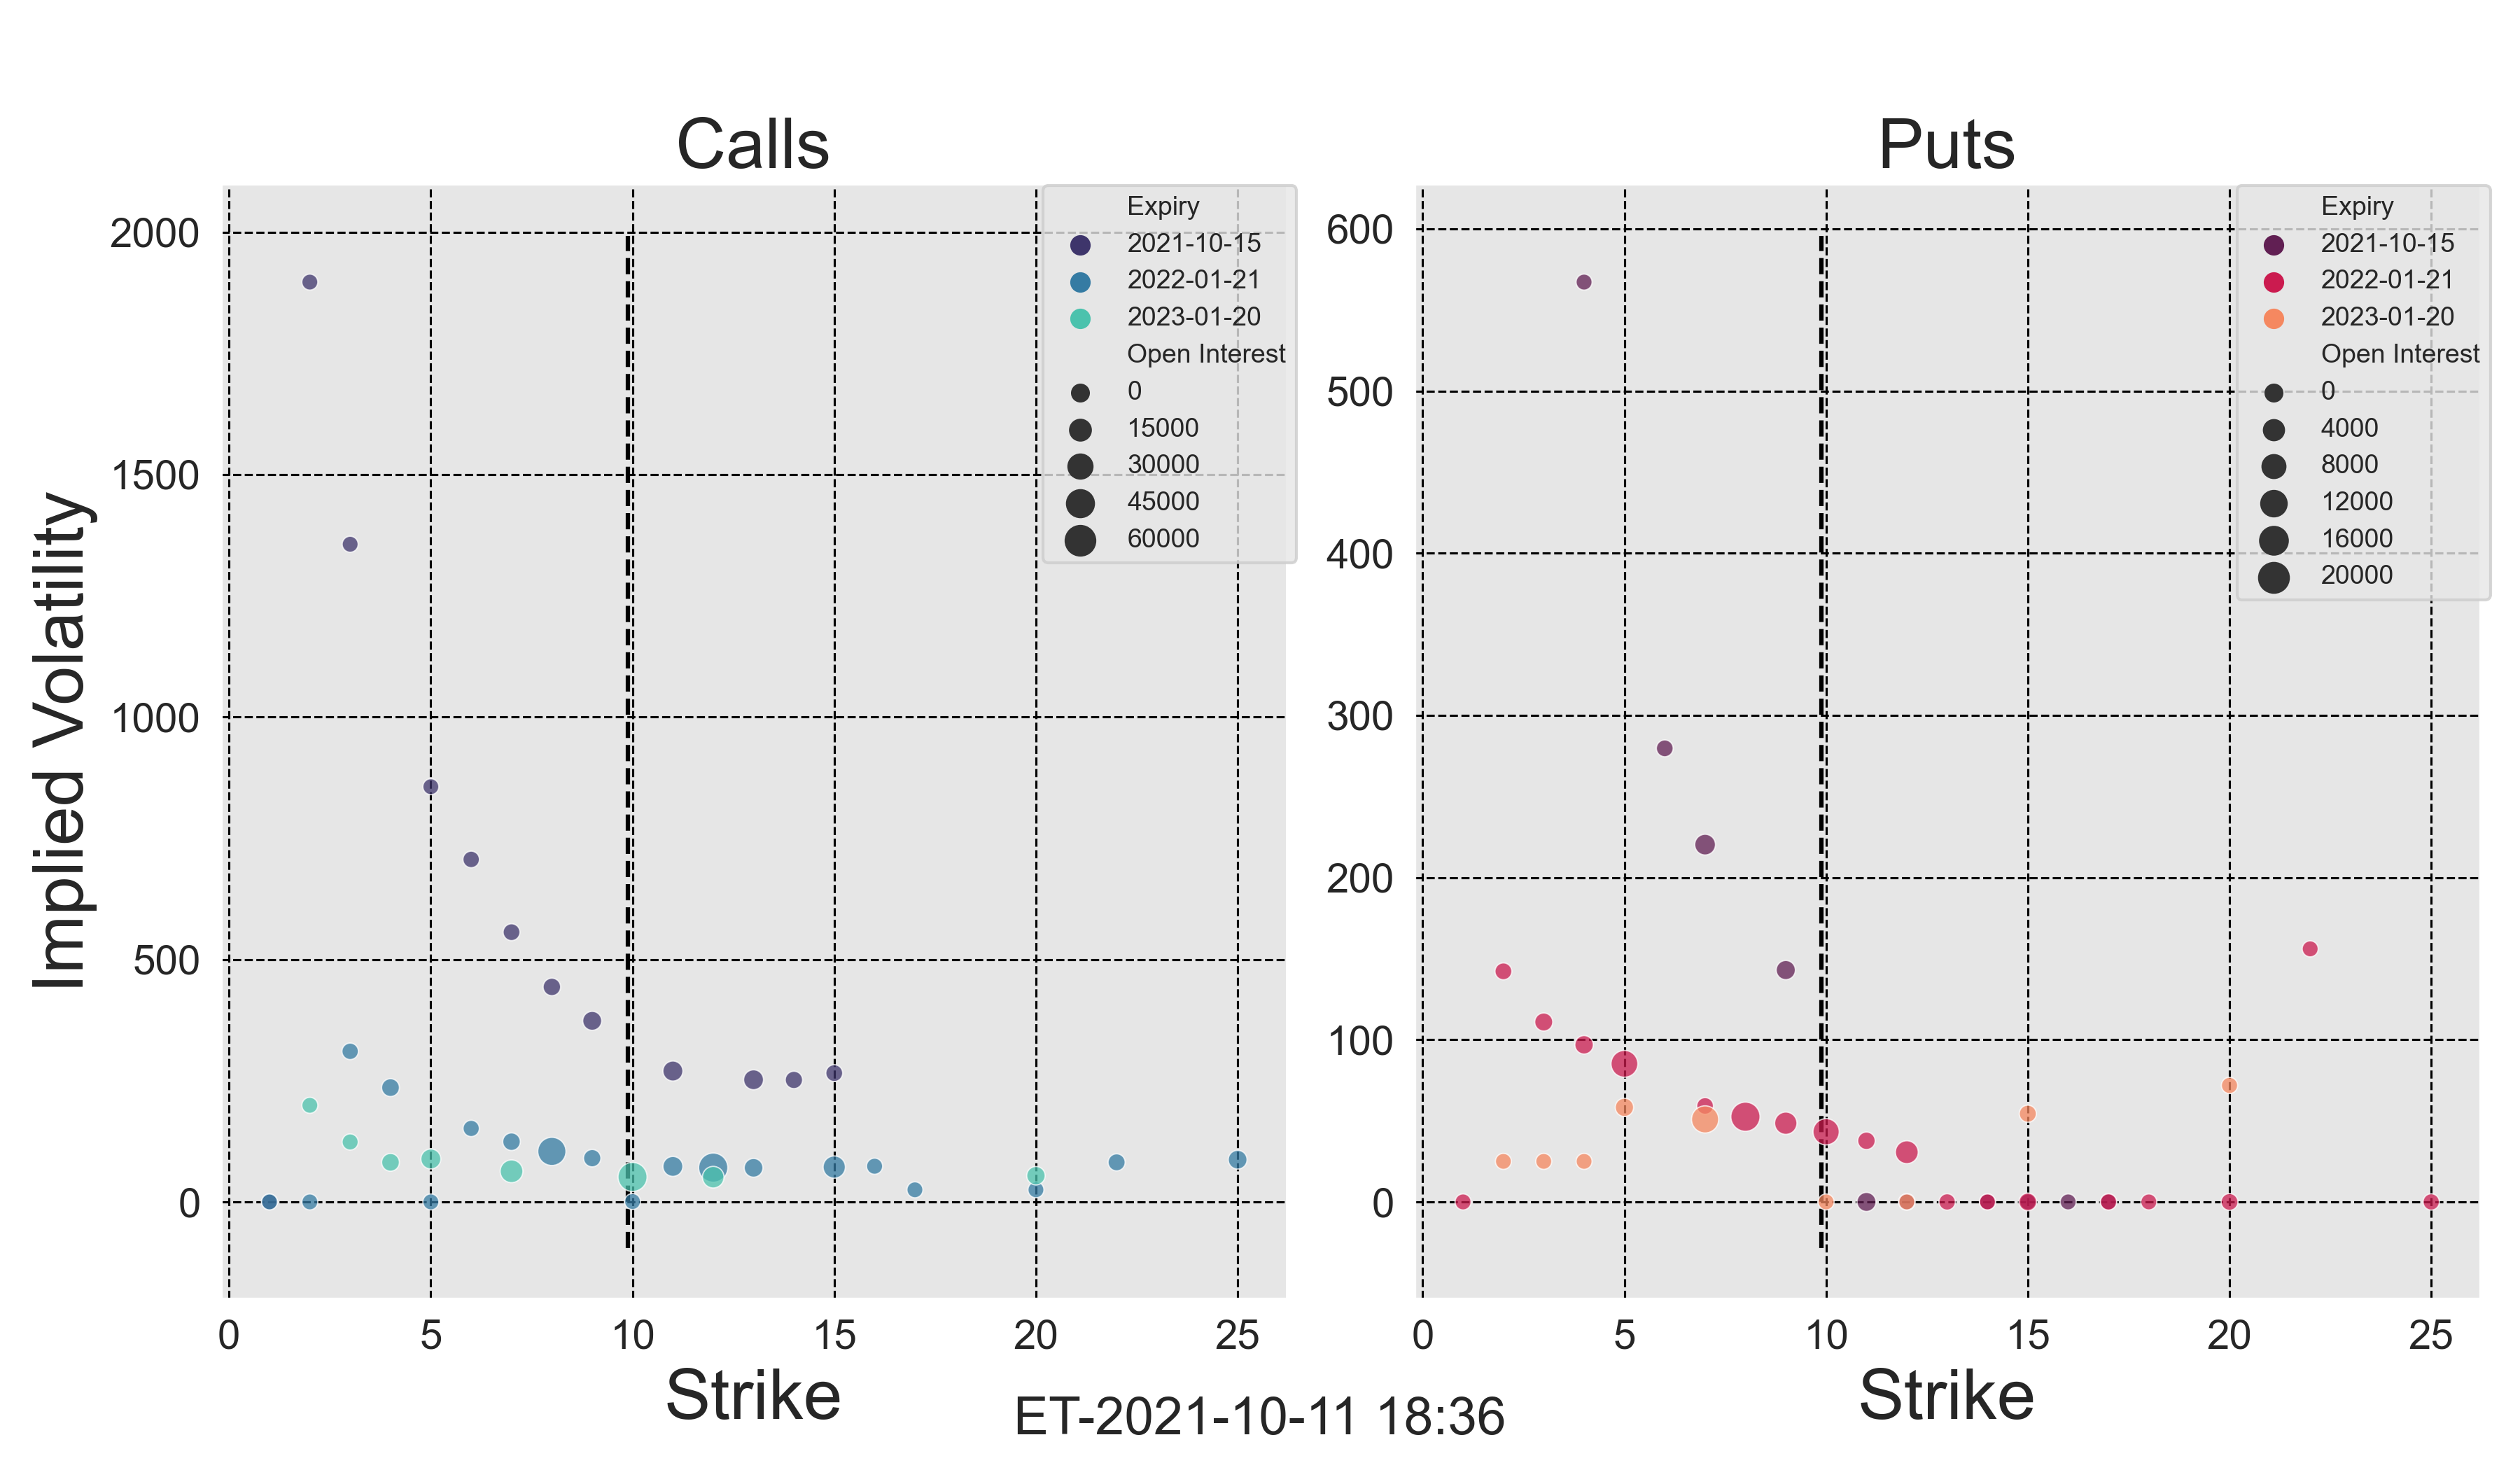 Calls
Implied Volatility
2000
1500
1000
500
0
0 5 10 15 20 25
Strike
Expiry
2021-10-15
2022-01-21
2023-01-20
Open Interest
0
15000
30000
45000
60000
Puts
600
500
400
300
200
100
0
0 5 10 15 20 25
Strike
Expiry
2021-10-15
2022-01-21
2023-01-20
Open Interest
0
4000
8000
12000
16000
20000
ET-2021-10-11 18:36